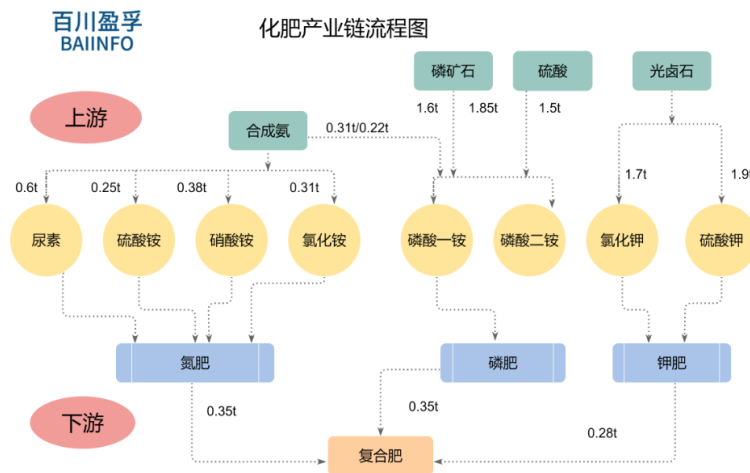 百川盈孚
BAIINFO
化肥产业链流程图
磷矿石
硫酸
光卤石
上游
1.6t
1.85t
1.5t
合成氨
0.31t/0.22t
0.6t
0.25t
0.38t
0.31t
1.7t
1.9t
尿素
硫酸铵
硝酸铵
氯化铵
磷酸一铵
磷酸二铵
氯化钾
硫酸钾
氮肥
磷肥
钾肥
下游
0.35t
0.35t
0.28t
复合肥